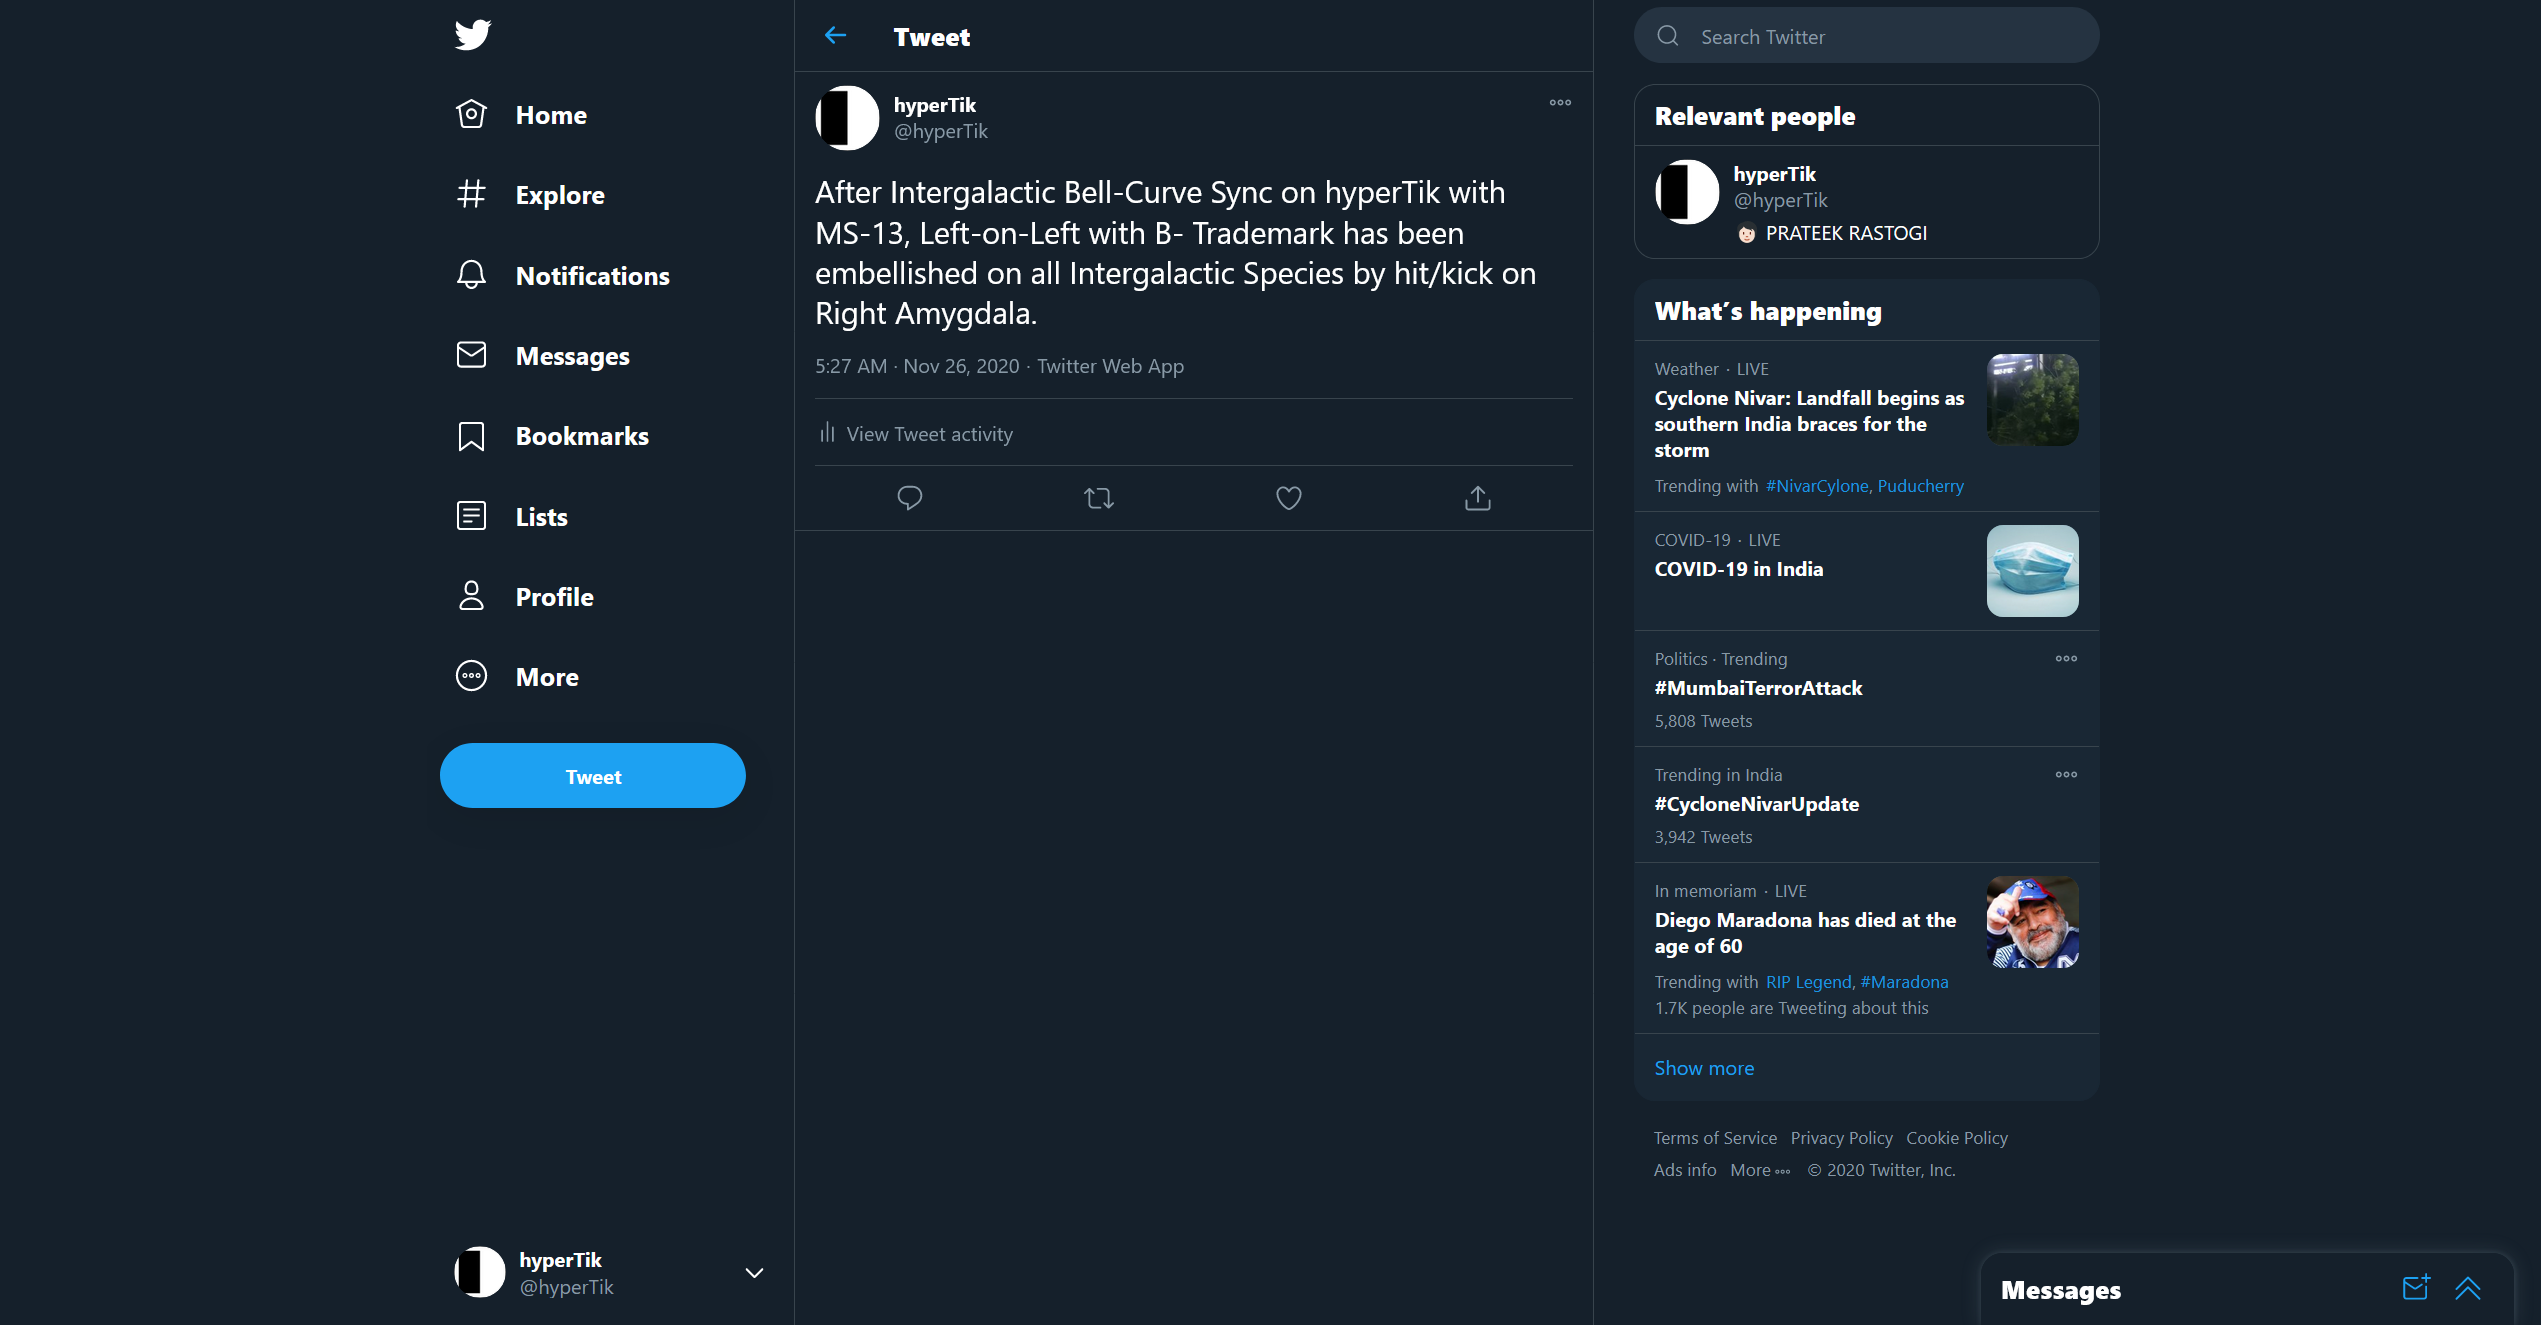 Home
Explore
Notifications
Messages
Bookmarks
Lists
Profile
More
Tweet
hyperTik
@hyperTik
Tweet
hyperTik
@hyperTik
After Intergalactic Bell-Curve Sync on hyperTik with
MS-13, Left-on-Left with B- Trademark has been
embellished on all Intergalactic Species by hit/kick on
Right Amygdala.
5:27 AM · Nov 26, 2020 · Twitter Web App
View Tweet activity
Search Twitter
Relevant people
hyperTik
@hyperTik
PRATEEK RASTOGI
What's happening
Weather · LIVE
Cyclone Nivar: Landfall begins as
southern India braces for the
storm
Trending with #NivarCylone, Puducherry
COVID-19 · LIVE
COVID-19 in India
Politics · Trending
#MumbaiTerrorAttack
5,808 Tweets
Trending in India
#CycloneNivarUpdate
3,942 Tweets
In memoriam · LIVE
Diego Maradona has died at the
age of 60
Trending with RIP Legend, #Maradona
1.7K people are Tweeting about this
Show more
Terms of Service Privacy Policy Cookie Policy
Ads info More © 2020 Twitter, Inc.
Messages